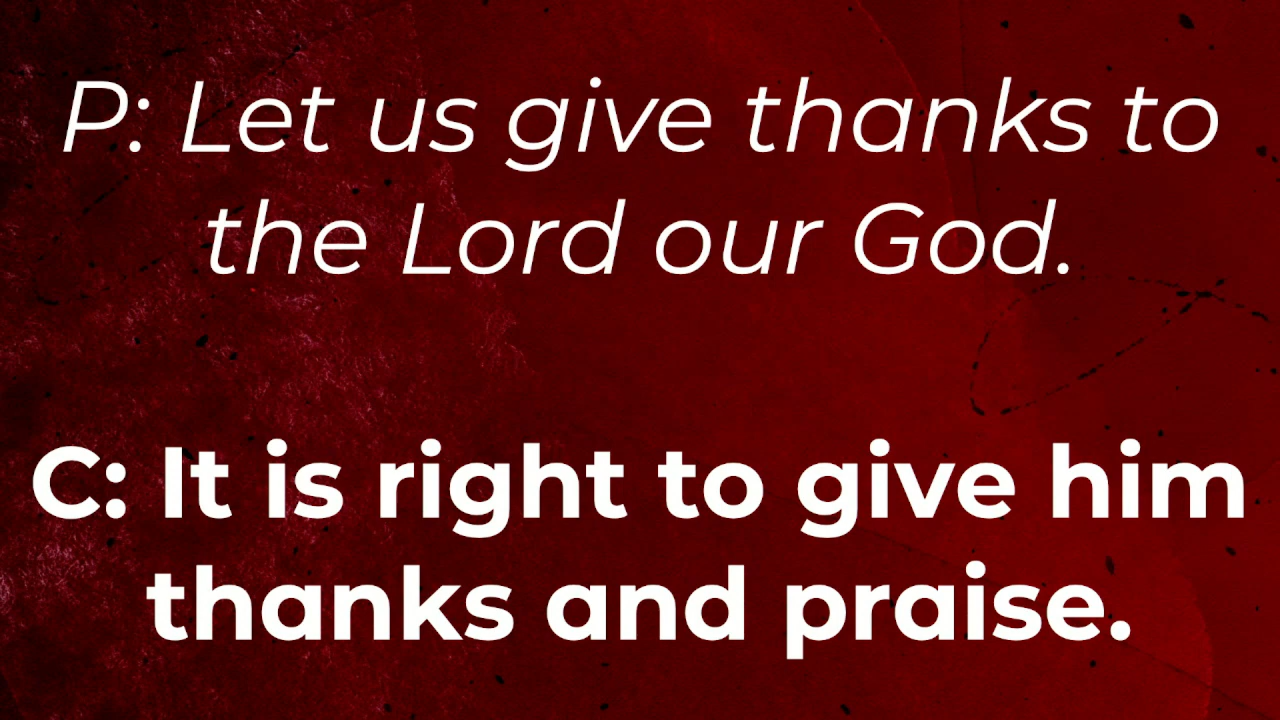 P: Let us give thanks to
the Lord our God.
C: It is right to give him
thanks and praise.